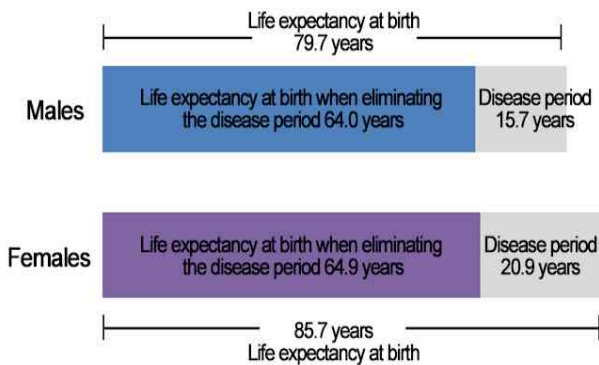 Life expectancy at birth
79.7 years
Males
Life expectancy at birth when eliminating
the disease period 64.0 years
Disease period
15.7 years
Females
Life expectancy at birth when eliminating
the disease period 64.9 years
Disease period
20.9 years
85.7 years
Life expectancy at birth